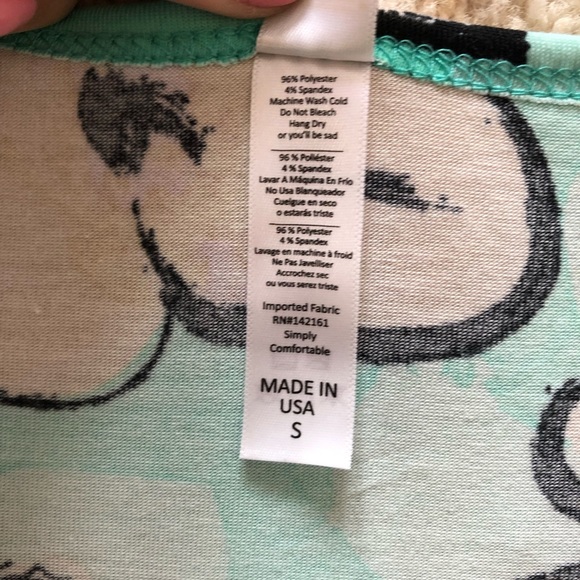 96% Polyester
4% Spandex
Machine Wash Cold
Do Not Bleach
Hang Dry
or you'll be sad
96 % Poliéster
4 % Spandex
Lavar A Máquina En Frío
No Usa Blanqueador
Cuelgue en seco
o estarás triste
96 % Polyester
4 % Spandex
Lavage en machine à froid
Ne Pas Javelliser
Accrochez sec
ou vous serez triste
Imported Fabric
RN#142161
Simply
Comfortable
MADE IN
USA
S